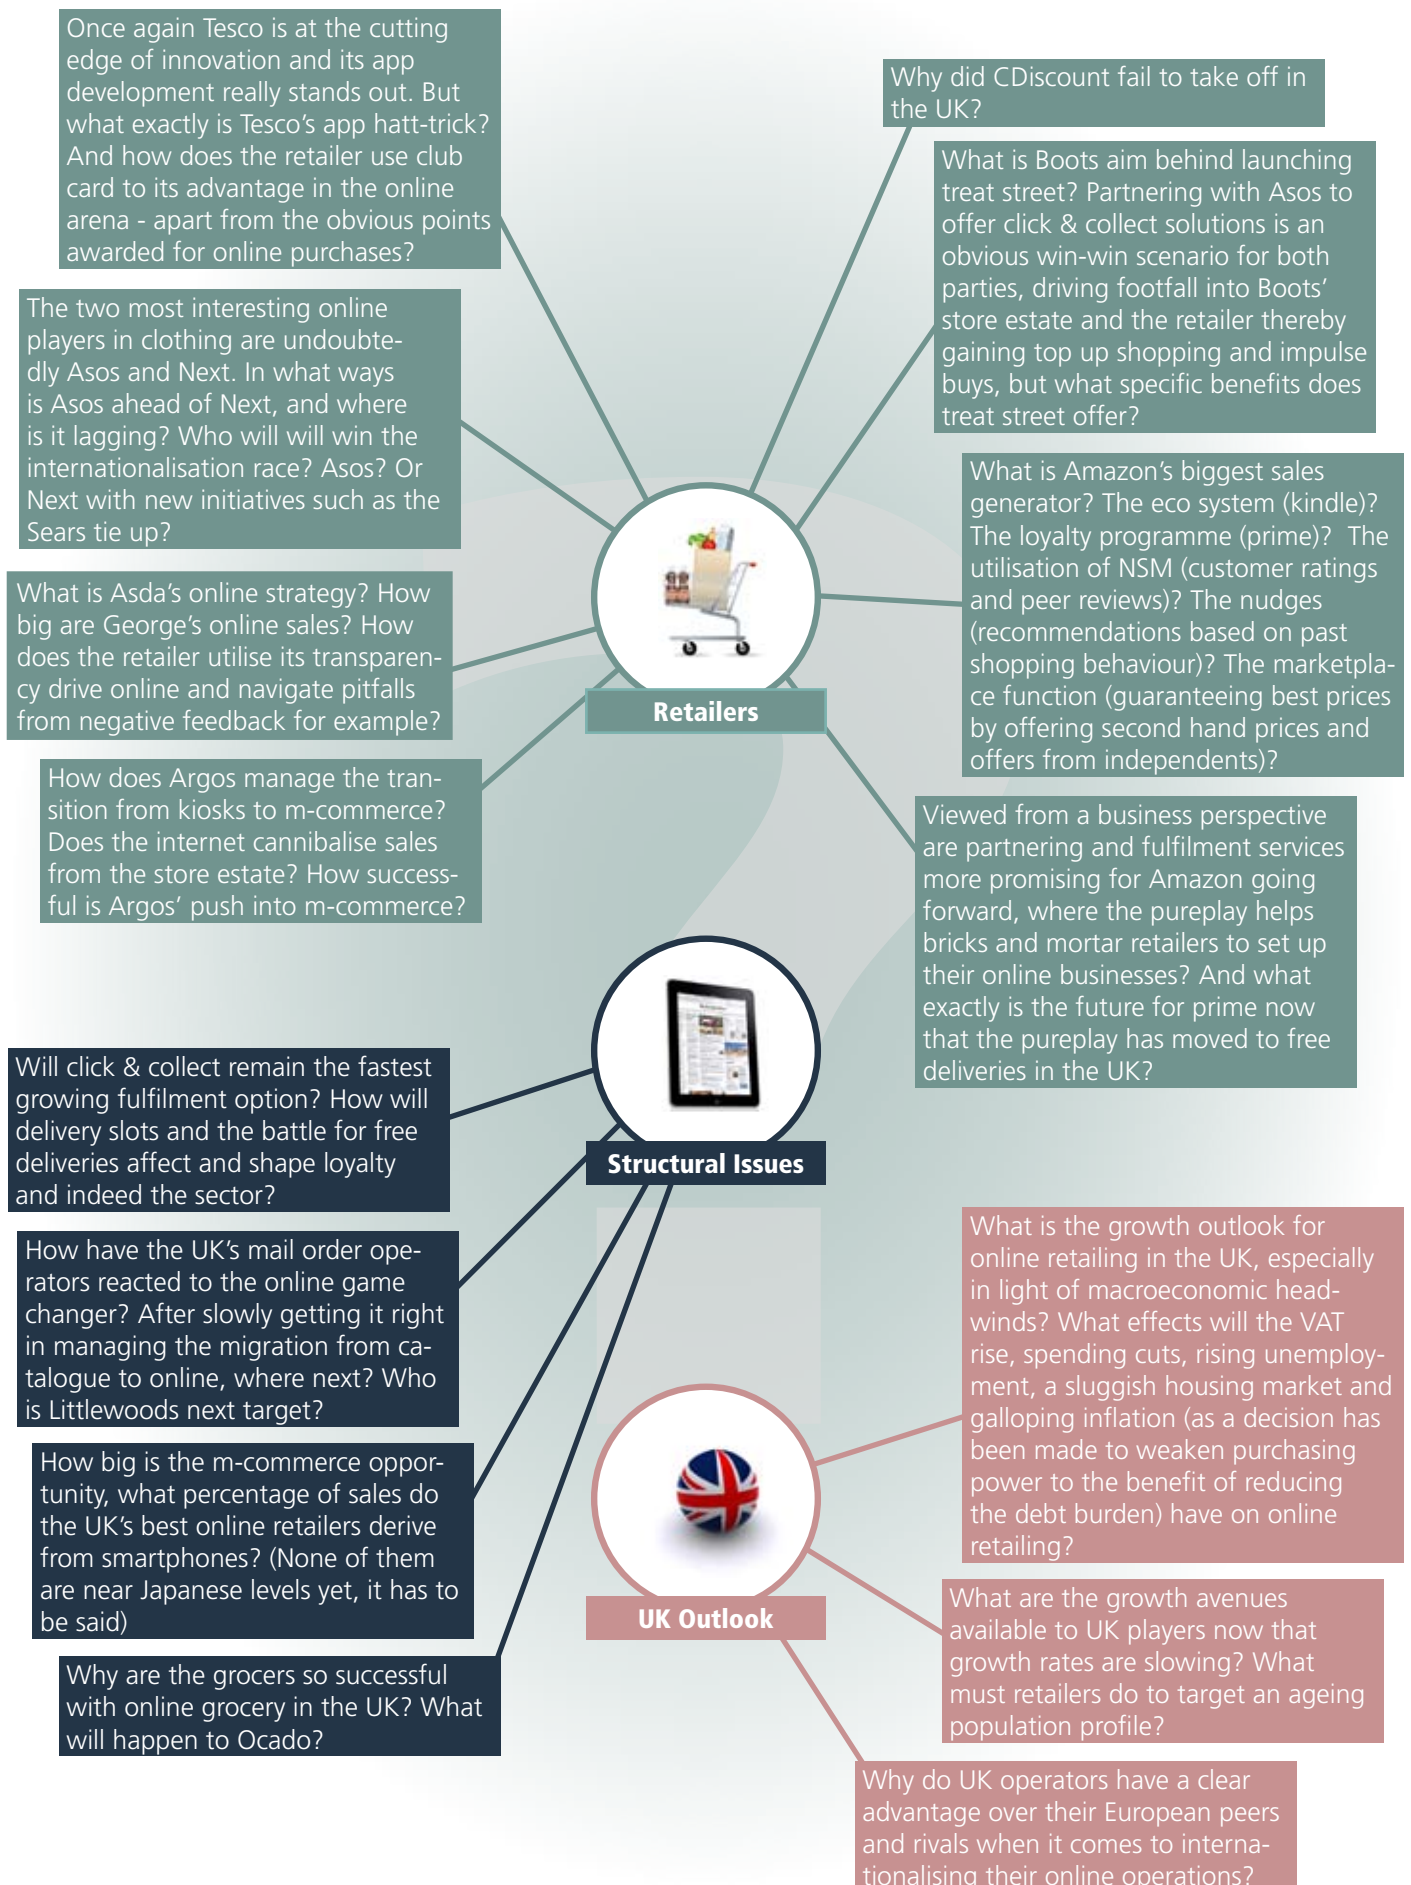 Once again Tesco is at the cutting
edge of innovation and its app
development really stands out. But
what exactly is Tesco's app hatt-trick?
And how does the retailer use club
card to its advantage in the online
arena - apart from the obvious points
awarded for online purchases?
The two most interesting online
players in clothing are undoubte-
dly Asos and Next. In what ways
is Asos ahead of Next, and where
is it lagging? Who will will win the
internationalisation race? Asos? Or
Next with new initiatives such as the
Sears tie up?
What is Asda's online strategy? How
big are George's online sales? How
does the retailer utilise its transparen-
cy drive online and navigate pitfalls
from negative feedback for example?
How does Argos manage the tran-
sition from kiosks to m-commerce?
Does the internet cannibalise sales
from the store estate? How success-
ful is Argos' push into m-commerce?
Why did CDiscount fail to take off in
the UK?
What is Boots aim behind launching
treat street? Partnering with Asos to
offer click & collect solutions is an
obvious win-win scenario for both
parties, driving footfall into Boots'
store estate and the retailer thereby
gaining top up shopping and impulse
buys, but what specific benefits does
treat street offer?
What is Amazon's biggest sales
generator? The eco system (kindle)?
The loyalty programme (prime)? The
utilisation of NSM (customer ratings
and peer reviews)? The nudges
(recommendations based on past
shopping behaviour)? The marketpla-
ce function (guaranteeing best prices
by offering second hand prices and
offers from independents)?
Viewed from a business perspective
are partnering and fulfilment services
more promising for Amazon going
forward, where the pureplay helps
bricks and mortar retailers to set up
their online businesses? And what
exactly is the future for prime now
that the pureplay has moved to free
deliveries in the UK?
Retailers
Structural Issues
Will click & collect remain the fastest
growing fulfilment option? How will
delivery slots and the battle for free
deliveries affect and shape loyalty
and indeed the sector?
How have the UK's mail order ope-
rators reacted to the online game
changer? After slowly getting it right
in managing the migration from ca-
talogue to online, where next? Who
is Littlewoods next target?
How big is the m-commerce oppor-
tunity, what percentage of sales do
the UK's best online retailers derive
from smartphones? (None of them
are near Japanese levels yet, it has to
be said)
Why are the grocers so successful
with online grocery in the UK? What
will happen to Ocado?
UK Outlook
What is the growth outlook for
online retailing in the UK, especially
in light of macroeconomic head-
winds? What effects will the VAT
rise, spending cuts, rising unemploy-
ment, a sluggish housing market and
galloping inflation (as a decision has
been made to weaken purchasing
power to the benefit of reducing
the debt burden) have on online
retailing?
What are the growth avenues
available to UK players now that
growth rates are slowing? What
must retailers do to target an ageing
population profile?
Why do UK operators have a clear
advantage over their European peers
and rivals when it comes to interna-
tionalising their online operations?